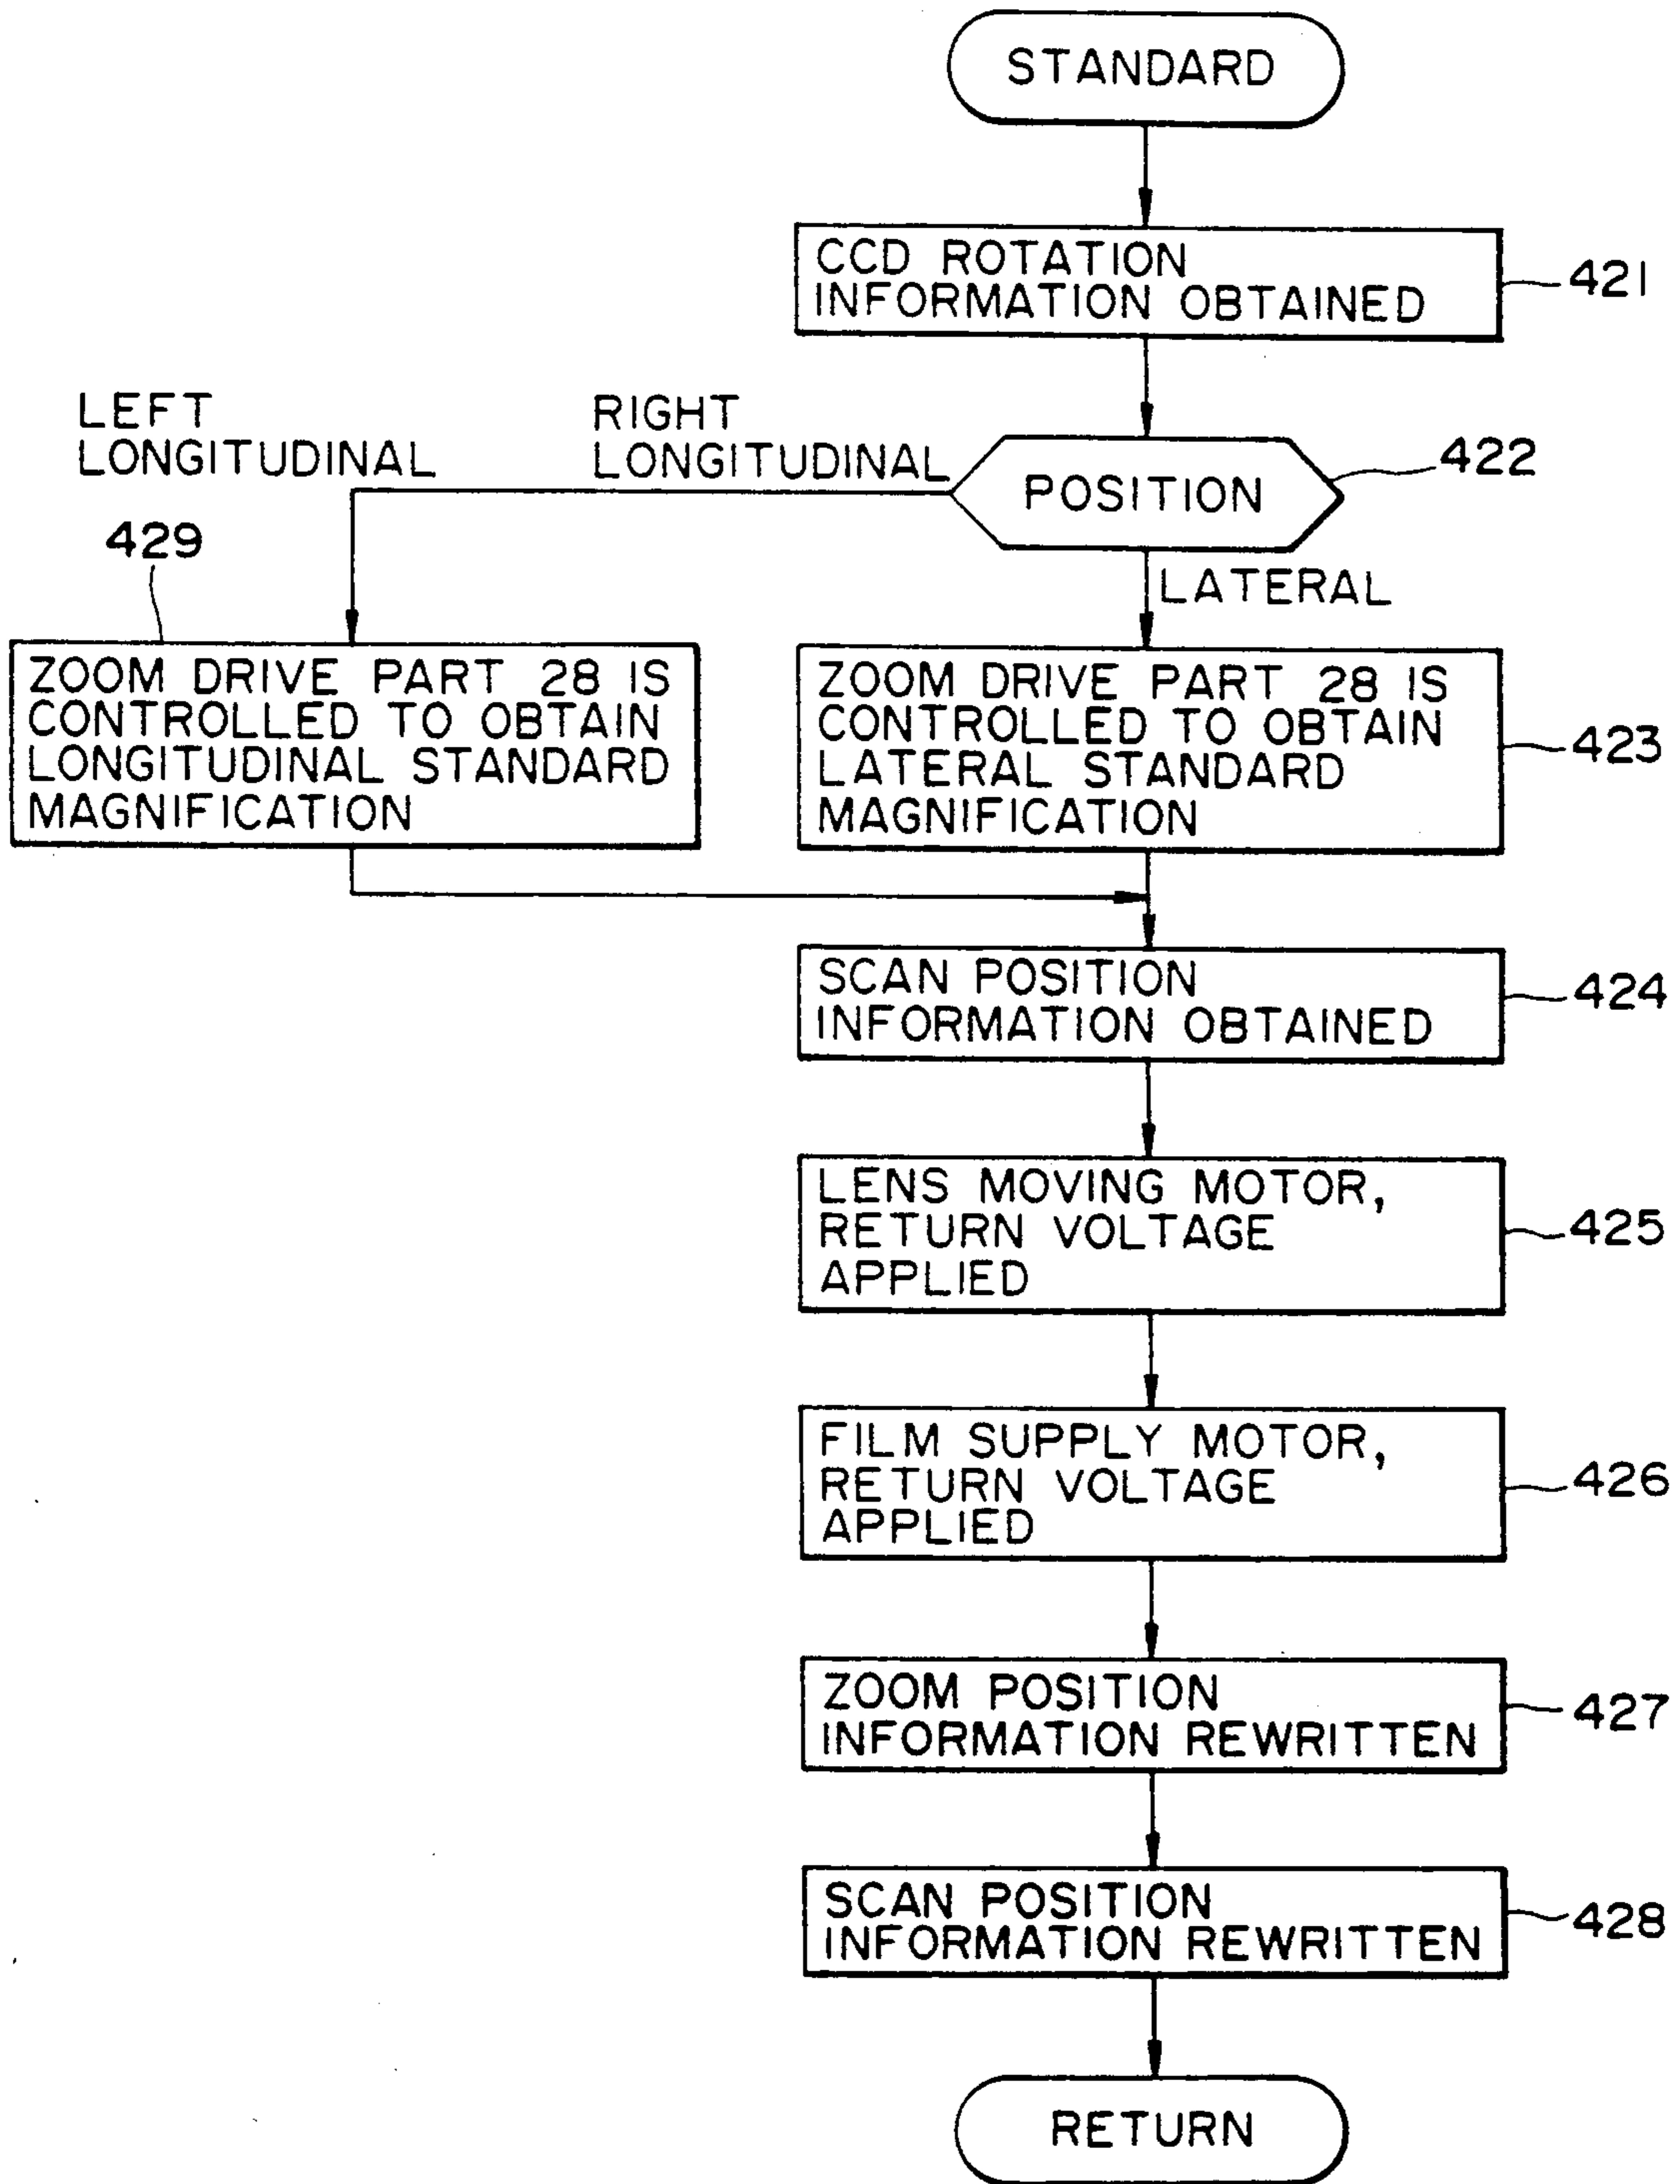 STANDARD
CCD ROTATION
INFORMATION OBTAINED
421
LEFT
LONGITUDINAL
RIGHT
LONGITUDINAL
POSITION
422
LATERAL
429
ZOOM DRIVE PART 28 IS
CONTROLLED TO OBTAIN
LONGITUDINAL STANDARD
MAGNIFICATION
ZOOM DRIVE PART 28 IS
CONTROLLED TO OBTAIN
LATERAL STANDARD
MAGNIFICATION
423
SCAN POSITION
INFORMATION OBTAINED
424
LENS MOVING MOTOR,
RETURN VOLTAGE
APPLIED
425
FILM SUPPLY MOTOR,
RETURN VOLTAGE
APPLIED
426
ZOOM POSITION
INFORMATION REWRITTEN
427
SCAN POSITION
INFORMATION REWRITTEN
428
RETURN